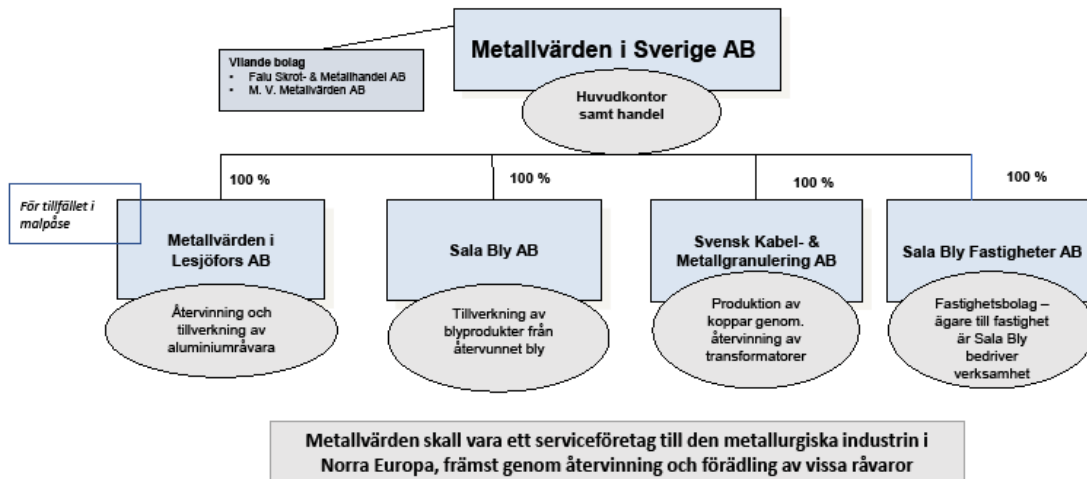 Metallvärden i Sverige AB
Vilande bolag
• Falu Skrot- & Metallhandel AB
• M. V. Metallvärden AB
Huvudkontor
samt handel
100 %
100 %
100 %
100 %
För tillfället i
malpåse
Metallvärden i
Lesjöfors AB
Återvinning och
tillverkning av
aluminiumråvara
Sala Bly AB
Tillverkning av
blyprodukter från
återvunnet bly
Svensk Kabel- &
Metallgranulering AB
Produktion av
koppar genom.
återvinning av
transformatorer
Sala Bly Fastigheter AB
Fastighetsbolag –
ägare till fastighet
är Sala Bly
bedriver
verksamhet
Metallvärden skall vara ett serviceföretag till den metallurgiska industrin i
Norra Europa, främst genom återvinning och förädling av vissa råvaror